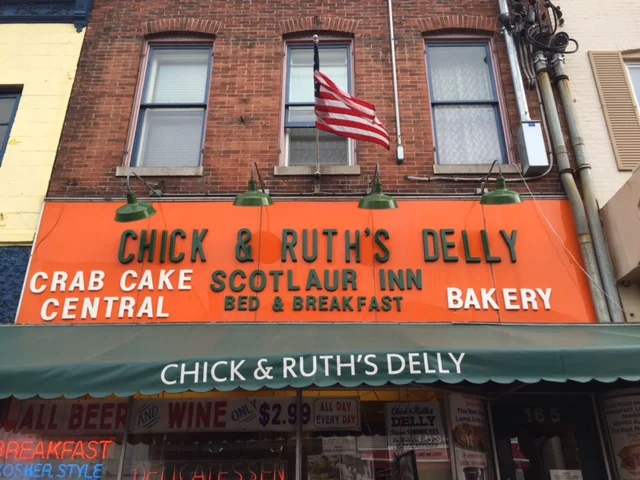 CHICK & RUTH'S DELLY
CRAB CAKE
CENTRAL
SCOTLAUR INN
BED & BREAKFAST
BAKERY
CHICK & RUTH'S DELLY
ALL BEER AND WINE ONLY $2.99 ALL DAY
EVERY DAY
BREAKFAST
KOSHER STYLE
DELICATESSEN
Chick & Ruth's
DELLY
165